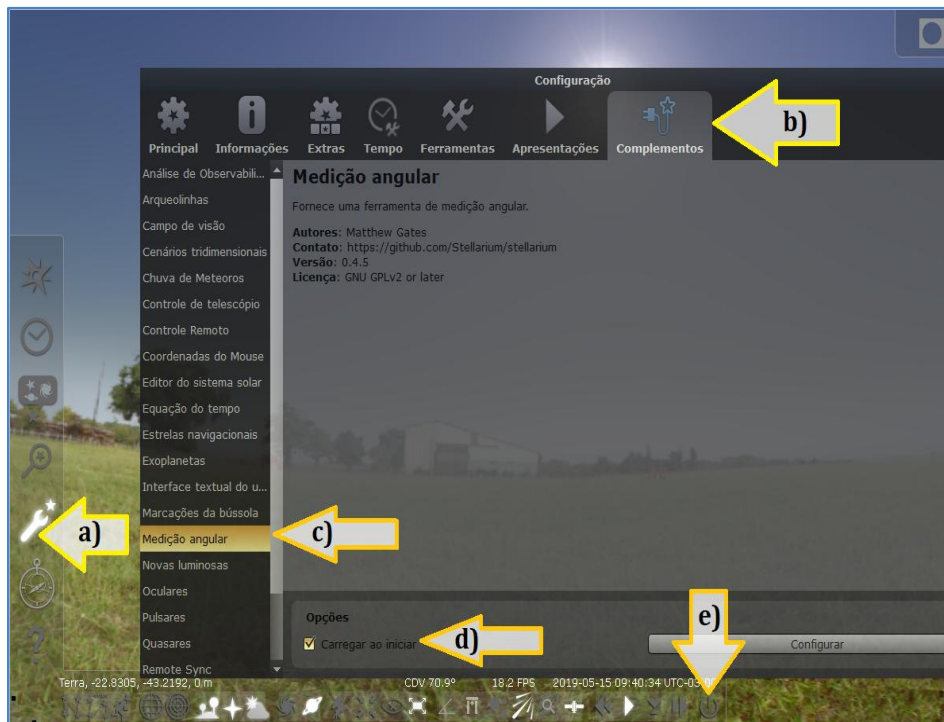 Configuração
b)
Principal Informações Extras Tempo Ferramentas Apresentações Complementos
Análise de Observabili...
Arqueolinhas
Campo de visão
Cenários tridimensionais
Chuva de Meteoros
Controle de telescópio
Controle Remoto
Coordenadas do Mouse
Editor do sistema solar
Equação do tempo
Estrelas navigacionais
Exoplanetas
Interface textual do u...
Marcações da bússola
Medição angular
Novas luminosas
Oculares
Pulsares
Quasares
Remote Sync
Medição angular
Fornece uma ferramenta de medição angular.
Autores: Matthew Gates
Contato: https://github.com/Stellarium/stellarium
Versão: 0.4.5
Licença: GNU GPLv2 or later
a)
c)
Opções
Carregar ao iniciar
d)
e)
Configurar
Terra, -22.8305, -43.2192, 0 m CDV 70.9° 18.2 FPS 2019-05-15 09:40:34 UTC-03:00